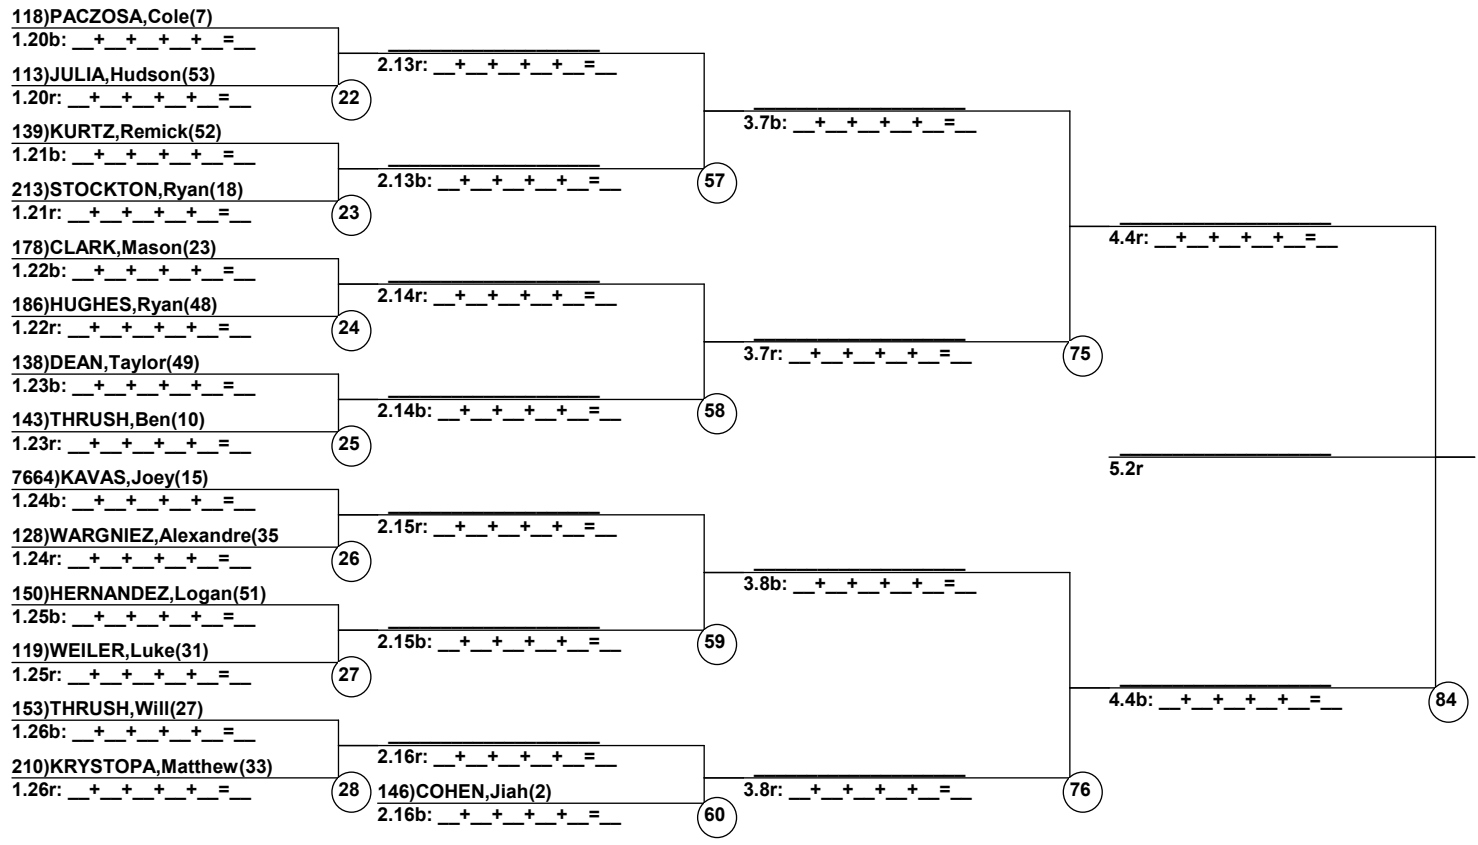 118)PACZOSA,Cole(7)
1.20b: __+__+__+__+__=__
113)JULIA,Hudson(53)
1.20r: __+__+__+__+__=__
22
139)KURTZ,Remick(52)
1.21b: __+__+__+__+__=__
213)STOCKTON,Ryan(18)
1.21r: __+__+__+__+__=__
23
178)CLARK,Mason(23)
1.22b: __+__+__+__+__=__
186)HUGHES,Ryan(48)
1.22r: __+__+__+__+__=__
24
138)DEAN,Taylor(49)
1.23b: __+__+__+__+__=__
143)THRUSH,Ben(10)
1.23r: __+__+__+__+__=__
25
7664)KAVAS,Joey(15)
1.24b: __+__+__+__+__=__
128)WARGNIEZ,Alexandre(35
1.24r: __+__+__+__+__=__
26
150)HERNANDEZ,Logan(51)
1.25b: __+__+__+__+__=__
119)WEILER,Luke(31)
1.25r: __+__+__+__+__=__
27
153)THRUSH,Will(27)
1.26b: __+__+__+__+__=__
210)KRYSTOPA,Matthew(33)
1.26r: __+__+__+__+__=__
28
2.13r: __+__+__+__+__=__
2.13b: __+__+__+__+__=__
57
2.14r: __+__+__+__+__=__
2.14b: __+__+__+__+__=__
58
2.15r: __+__+__+__+__=__
2.15b: __+__+__+__+__=__
59
2.16r: __+__+__+__+__=__
146)COHEN,Jiah(2)
2.16b: __+__+__+__+__=__
60
3.7b: __+__+__+__+__=__
3.7r: __+__+__+__+__=__
75
3.8b: __+__+__+__+__=__
3.8r: __+__+__+__+__=__
76
4.4r: __+__+__+__+__=__
5.2r
4.4b: __+__+__+__+__=__
84